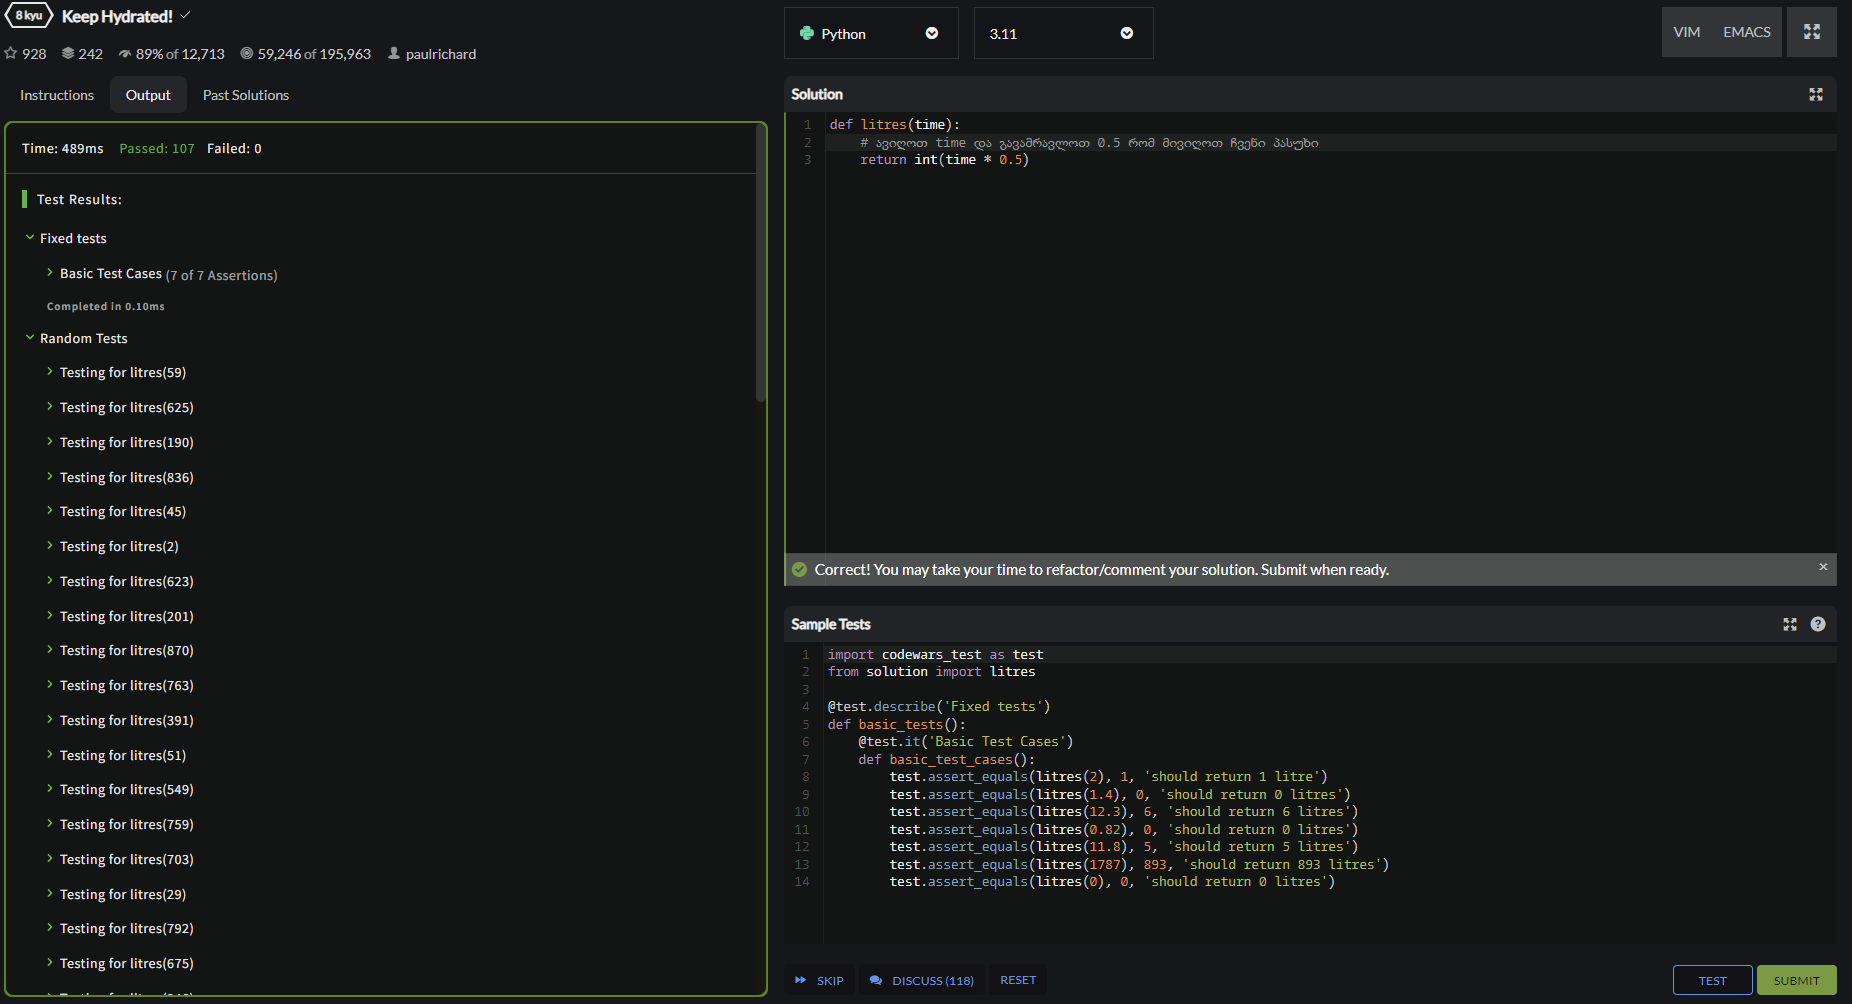 8 kyu Keep Hydrated!
928 242 89% of 12,713 59,246 of 195,963 paulrichard
Instructions Output Past Solutions
Time: 489ms Passed: 107 Failed: 0
Test Results:
Fixed tests
Basic Test Cases (7 of 7 Assertions)
Completed in 0.10ms
Random Tests
Testing for litres(59)
Testing for litres(625)
Testing for litres(190)
Testing for litres(836)
Testing for litres(45)
Testing for litres(2)
Testing for litres(623)
Testing for litres(201)
Testing for litres(870)
Testing for litres(763)
Testing for litres(391)
Testing for litres(51)
Testing for litres(549)
Testing for litres(759)
Testing for litres(703)
Testing for litres(29)
Testing for litres(792)
Testing for litres(675)
Python 3.11 VIM EMACS
Solution
1 def litres(time):
2 # ავიღოთ time და გავამრავლოთ 0.5 რომ მივიღოთ ჩვენი პასუხი
3 return int(time * 0.5)
Correct! You may take your time to refactor/comment your solution. Submit when ready.
Sample Tests
1 import codewars_test as test
2 from solution import litres
3
4 @test.describe('Fixed tests')
5 def basic_tests():
6 @test.it('Basic Test Cases')
7 def basic_test_cases():
8 test.assert_equals(litres(2), 1, 'should return 1 litre')
9 test.assert_equals(litres(1.4), 0, 'should return 0 litres')
10 test.assert_equals(litres(12.3), 6, 'should return 6 litres')
11 test.assert_equals(litres(0.82), 0, 'should return 0 litres')
12 test.assert_equals(litres(11.8), 5, 'should return 5 litres')
13 test.assert_equals(litres(1787), 893, 'should return 893 litres')
14 test.assert_equals(litres(0), 0, 'should return 0 litres')
SKIP DISCUSS (118) RESET TEST SUBMIT